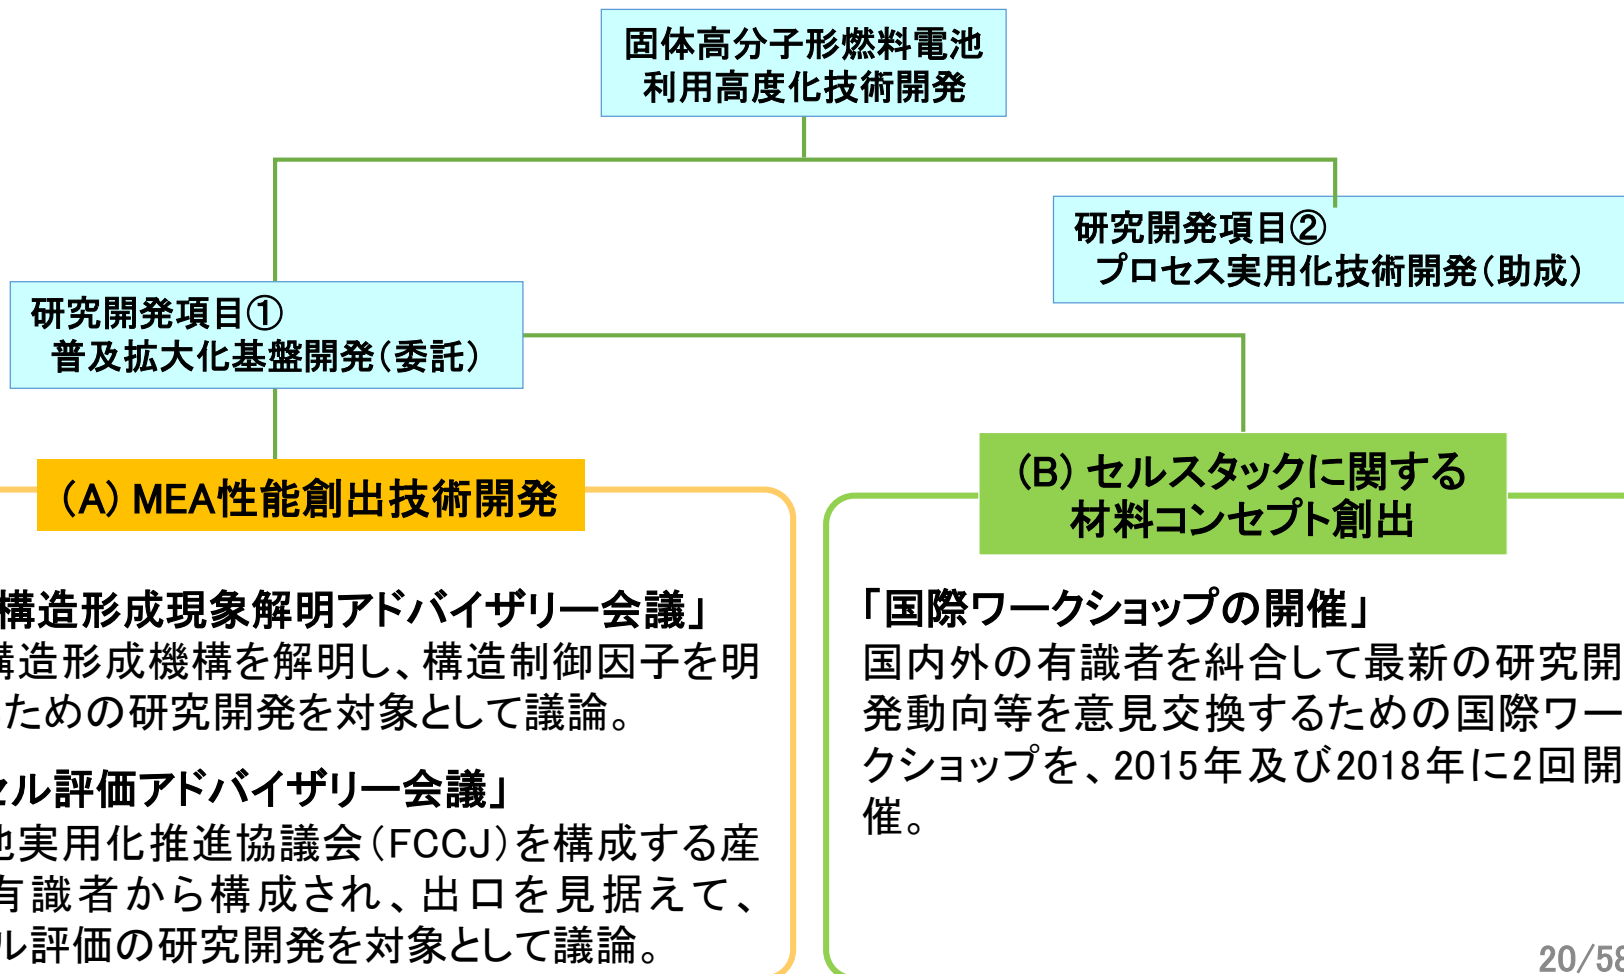 固体高分子形燃料電池
利用高度化技術開発
研究開発項目②
プロセス実用化技術開発(助成)
研究開発項目①
普及拡大化基盤開発(委託)
(A) MEA性能創出技術開発
構造形成現象解明アドバイザリー会議」
構造形成機構を解明し、構造制御因子を明
ための研究開発を対象として議論。
セル評価アドバイザリー会議」
池実用化推進協議会(FCCJ)を構成する産
有識者から構成され、出口を見据えて、
ル評価の研究開発を対象として議論。
(B) セルスタックに関する
材料コンセプト創出
「国際ワークショップの開催」
国内外の有識者を糾合して最新の研究開
発動向等を意見交換するための国際ワー
クショップを、2015年及び2018年に2回開
催。
20/58